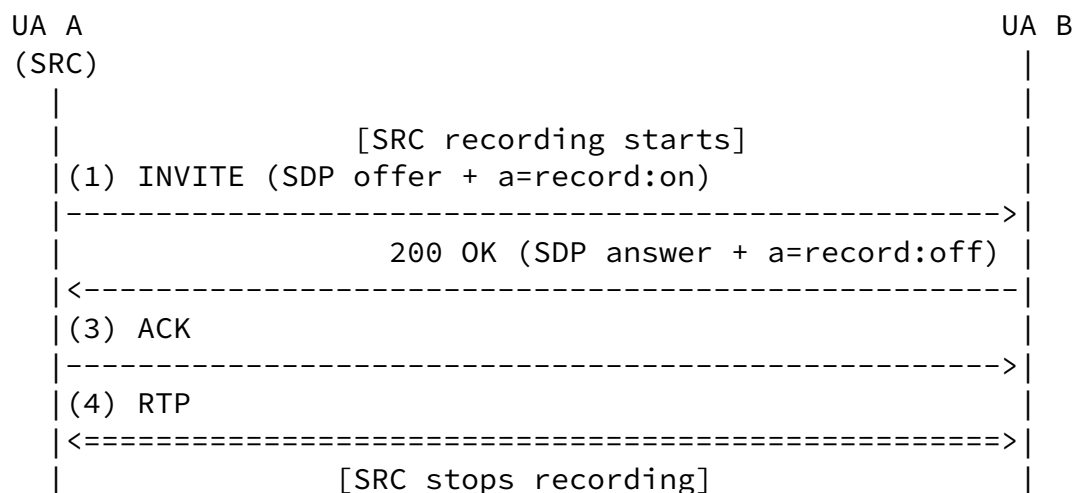 UA A                                                    UA B
(SRC)                                                    |
  |                                                      |
  |                [SRC recording starts]                |
  |(1) INVITE (SDP offer + a=record:on)                  |
  |---------------------------------------------------->|
  |                  200 OK (SDP answer + a=record:off) |
  |<----------------------------------------------------|
  |(3) ACK                                               |
  |---------------------------------------------------->|
  |(4) RTP                                               |
  |<===================================================>|
  |               [SRC stops recording]                  |